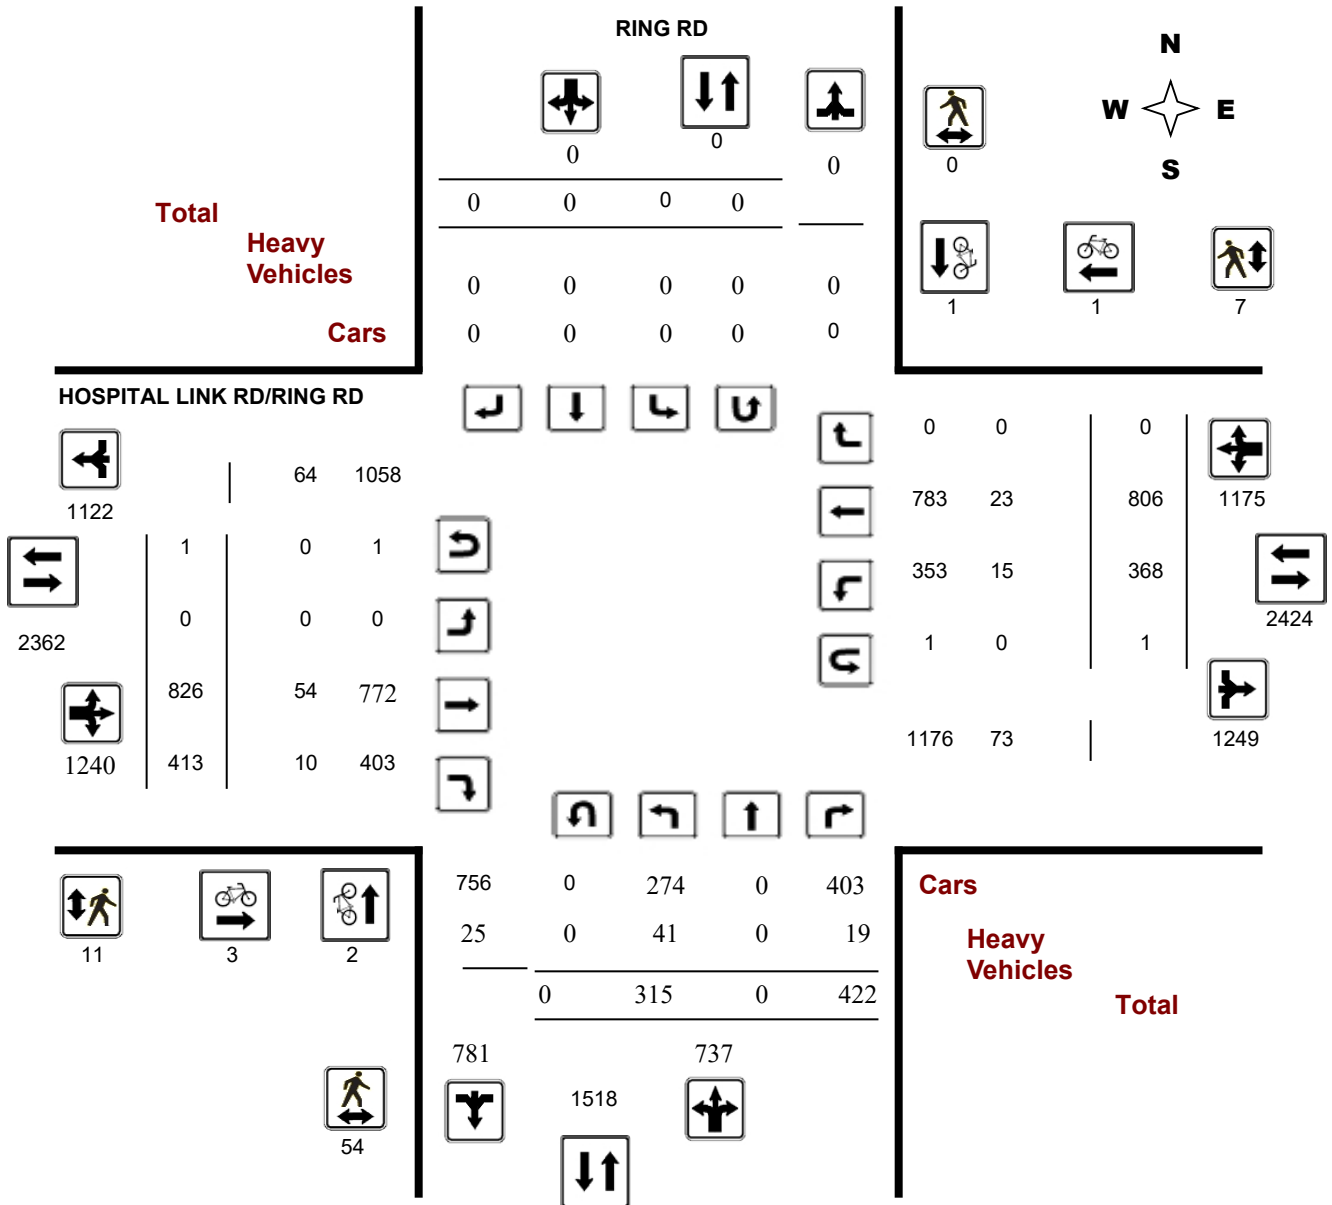 RING RD
N
W E
S
0
0
0
0
0
0 0 0 0
Total
Heavy
Vehicles
0 0 0 0 0
1 1 7
Cars
0 0 0 0 0
HOSPITAL LINK RD/RING RD
0 0 0
64 1058
783 23 806 1175
1122
1 0 1
353 15 368
2424
0 0 0
2362
1 0 1
826 54 772
1176 73 1249
1240 413 10 403
756 0 274 0 403
Cars
25 0 41 0 19
Heavy
Vehicles
11 3 2
0 315 0 422
Total
781 737
1518
54